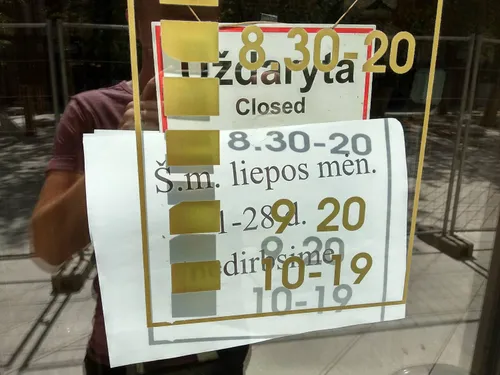 8.30-20
Uždaryta
Closed
8.30-20
Š.m. liepos mėn.
9 20
1-28 d.
9 20
nedirbsime
10-19
10-19